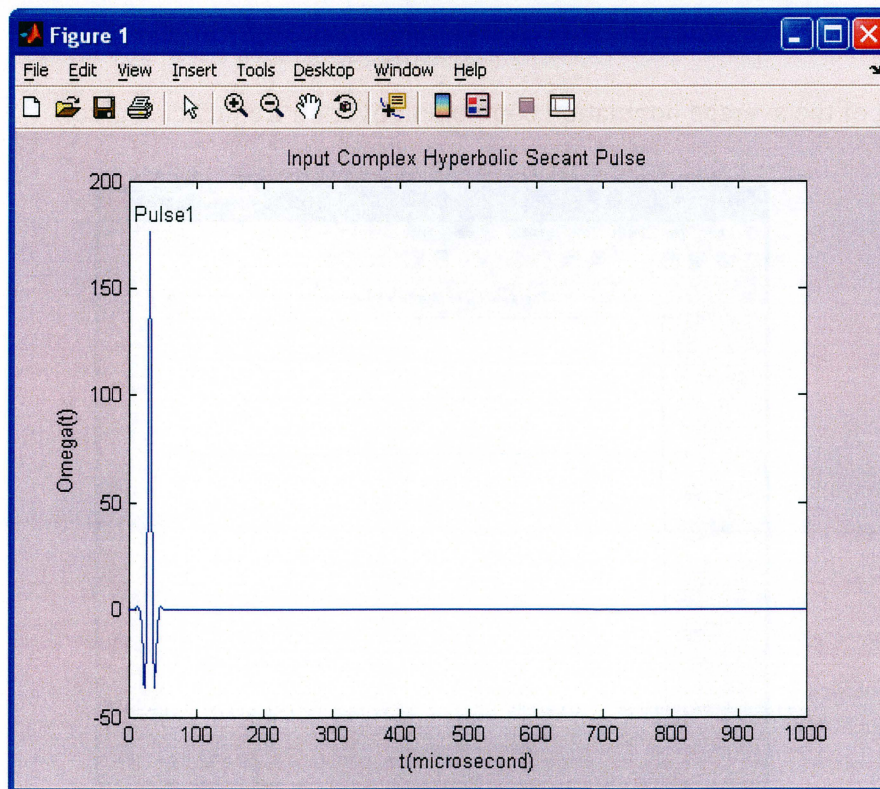 Figure 1
File Edit View Insert Tools Desktop Window Help
Input Complex Hyperbolic Secant Pulse
200
Pulse1
150
100
50
0
-50
Omega(t)
0 100 200 300 400 500 600 700 800 900 1000
t(microsecond)